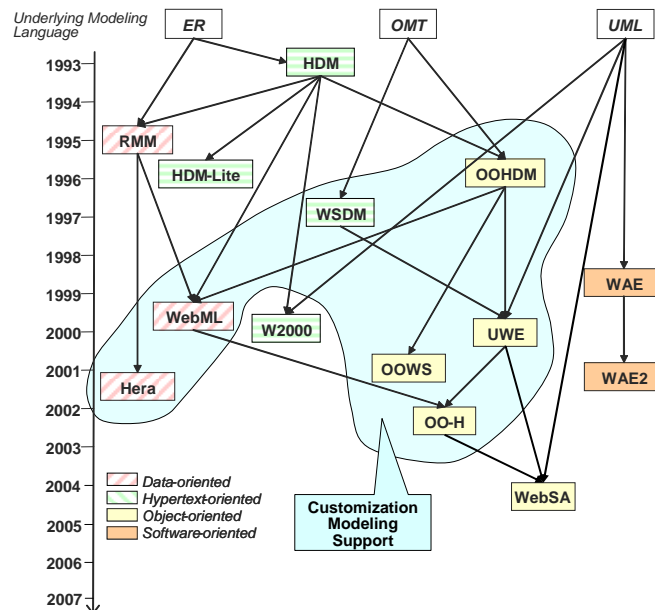 Underlying Modeling
Language
ER
OMT
UML
1993
HDM
1994
1995
RMM
HDM-Lite
OOHDM
1996
WSDM
1997
1998
WAE
1999
WebML
W2000
UWE
2000
OOWS
2001
Hera
WAE2
2002
OO-H
2003
Data-oriented
Hypertext-oriented
Object-oriented
Software-oriented
2004
WebSA
Customization
Modeling
Support
2005
2006
2007